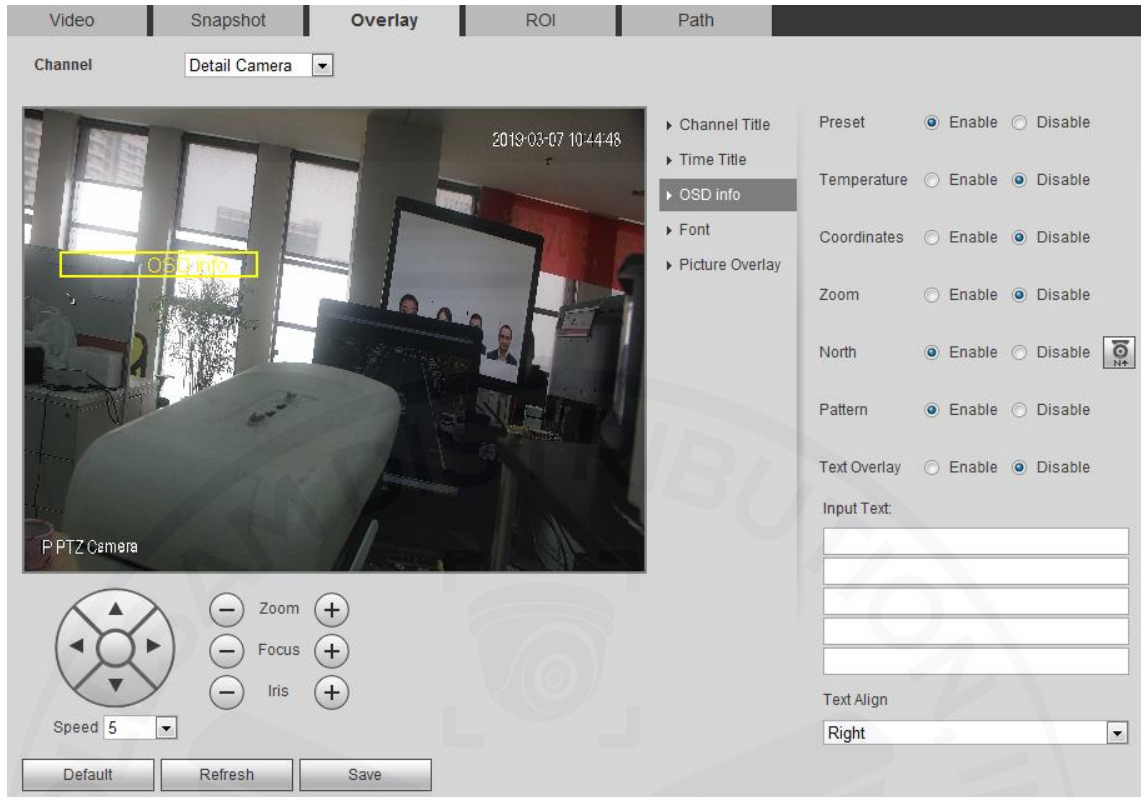 Video Snapshot Overlay ROI Path
Channel Detail Camera
2019-03-07 10:44:48
OSD info
P PTZ Camera
Channel Title
Time Title
OSD info
Font
Picture Overlay
Preset Enable Disable
Temperature Enable Disable
Coordinates Enable Disable
Zoom Enable Disable
North Enable Disable N
Pattern Enable Disable
Text Overlay Enable Disable
Input Text:
Text Align
Right
Zoom
Focus
Iris
Speed 5
Default Refresh Save